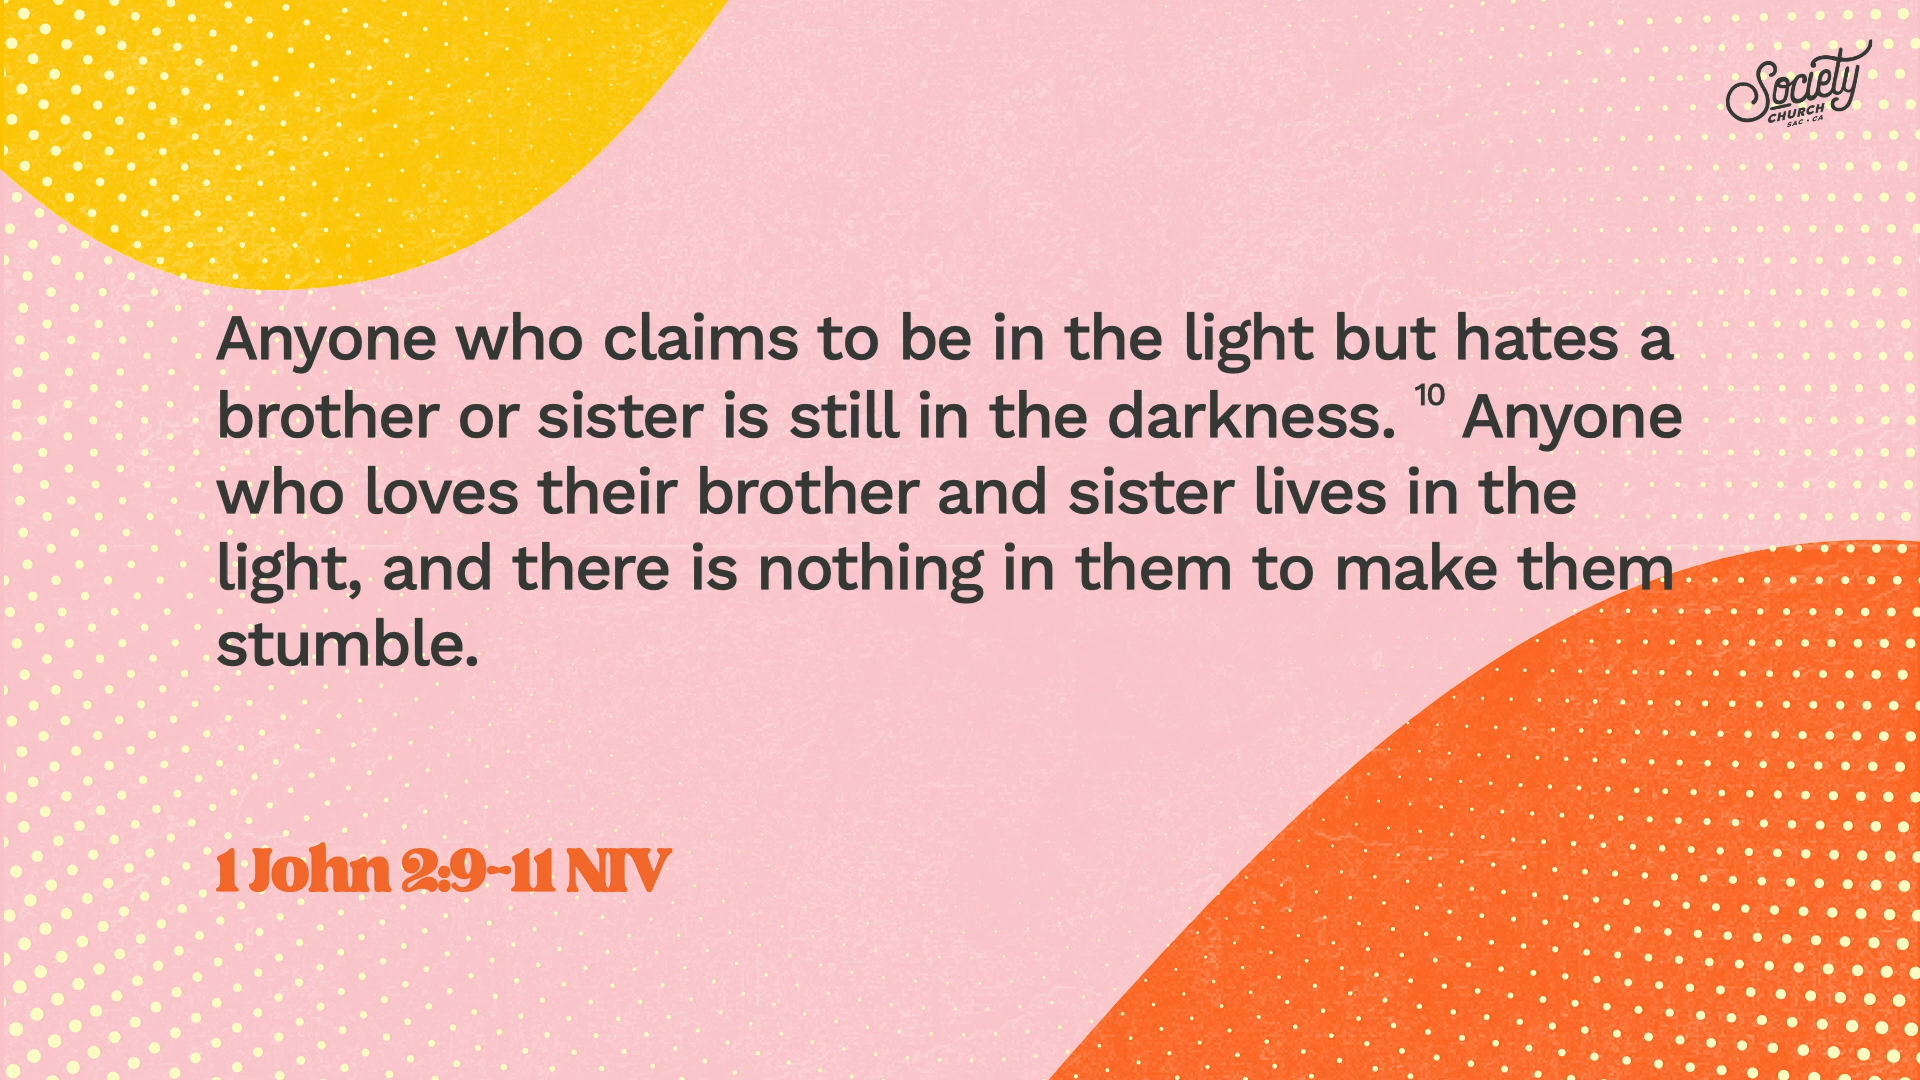 Society
CHURCH
SAC • CA
Anyone who claims to be in the light but hates a
brother or sister is still in the darkness. 10 Anyone
who loves their brother and sister lives in the
light, and there is nothing in them to make them
stumble.
1 John 2:9-11 NIV